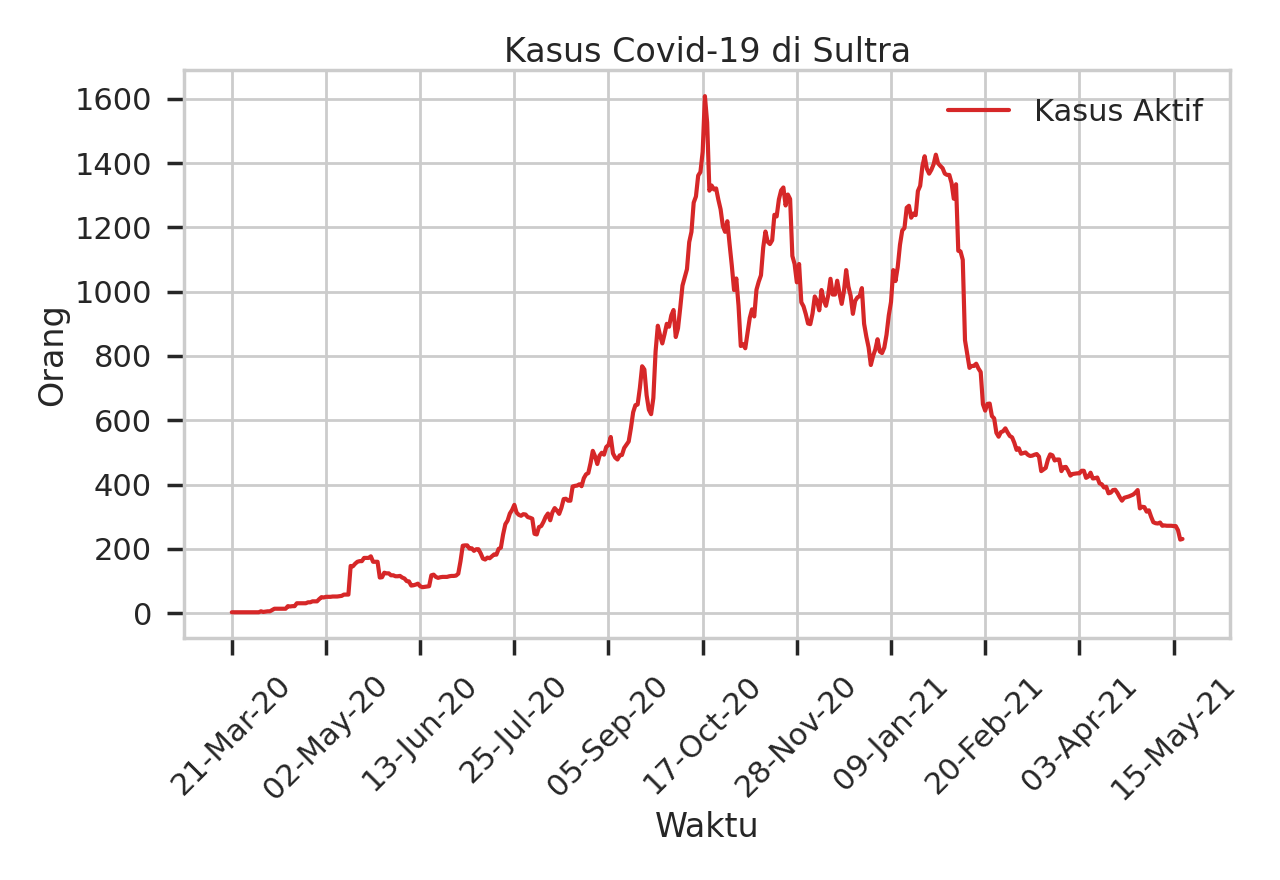 Kasus Covid-19 di Sultra
Kasus Aktif
Orang
1600
1400
1200
1000
800
600
400
200
0
21-Mar-20
02-May-20
13-Jun-20
25-Jul-20
05-Sep-20
17-Oct-20
28-Nov-20
09-Jan-21
20-Feb-21
03-Apr-21
15-May-21
Waktu